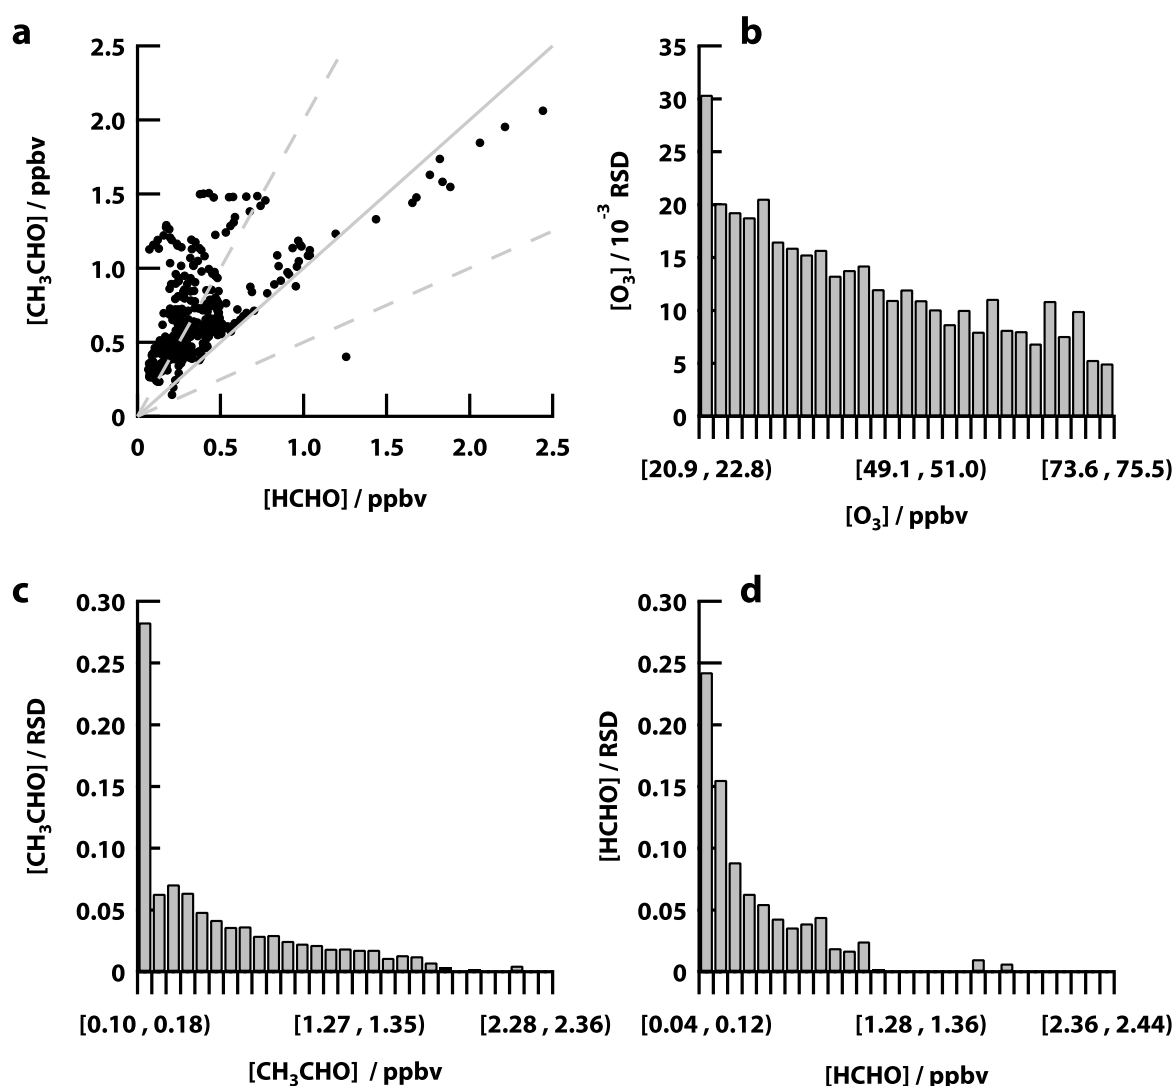 a
2.5
2.0
1.5
1.0
0.5
0
[CH₃CHO] / ppbv
0 0.5 1.0 1.5 2.0 2.5
[HCHO] / ppbv
b
35
30
25
20
15
10
5
0
[O₃] / 10⁻³ RSD
[20.9 , 22.8) [49.1 , 51.0) [73.6 , 75.5)
[O₃] / ppbv
c
0.30
0.25
0.20
0.15
0.10
0.05
0
[CH₃CHO] / RSD
[0.10 , 0.18) [1.27 , 1.35) [2.28 , 2.36)
[CH₃CHO] / ppbv
d
0.30
0.25
0.20
0.15
0.10
0.05
0
[HCHO] / RSD
[0.04 , 0.12) [1.28 , 1.36) [2.36 , 2.44)
[HCHO] / ppbv